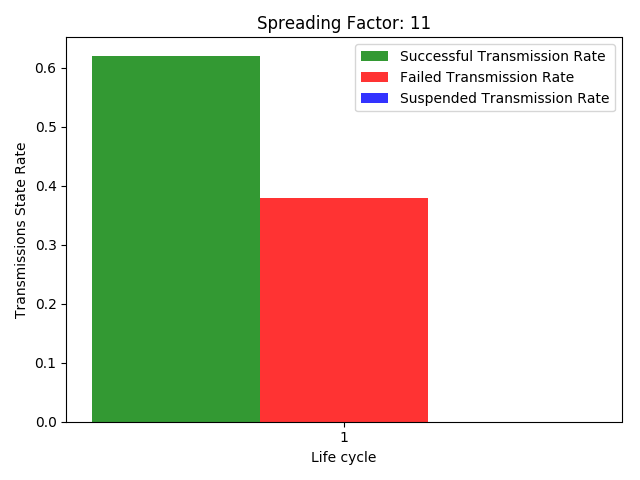 Spreading Factor: 11
Successful Transmission Rate
Failed Transmission Rate
Suspended Transmission Rate
Transmissions State Rate
0.6
0.5
0.4
0.3
0.2
0.1
0.0
1
Life cycle